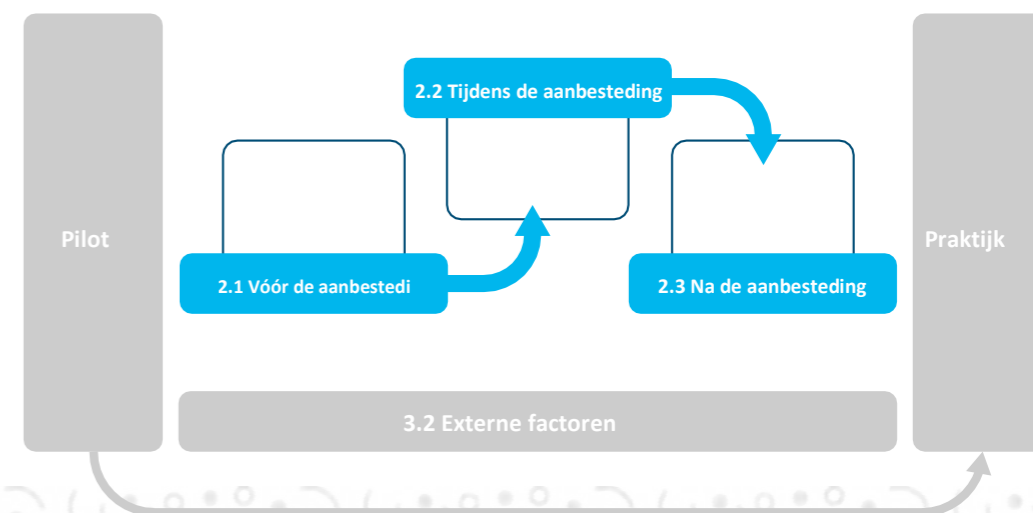 2.2 Tijdens de aanbesteding
Pilot
Praktijk
2.1 Vóór de aanbestedi
2.3 Na de aanbesteding
3.2 Externe factoren